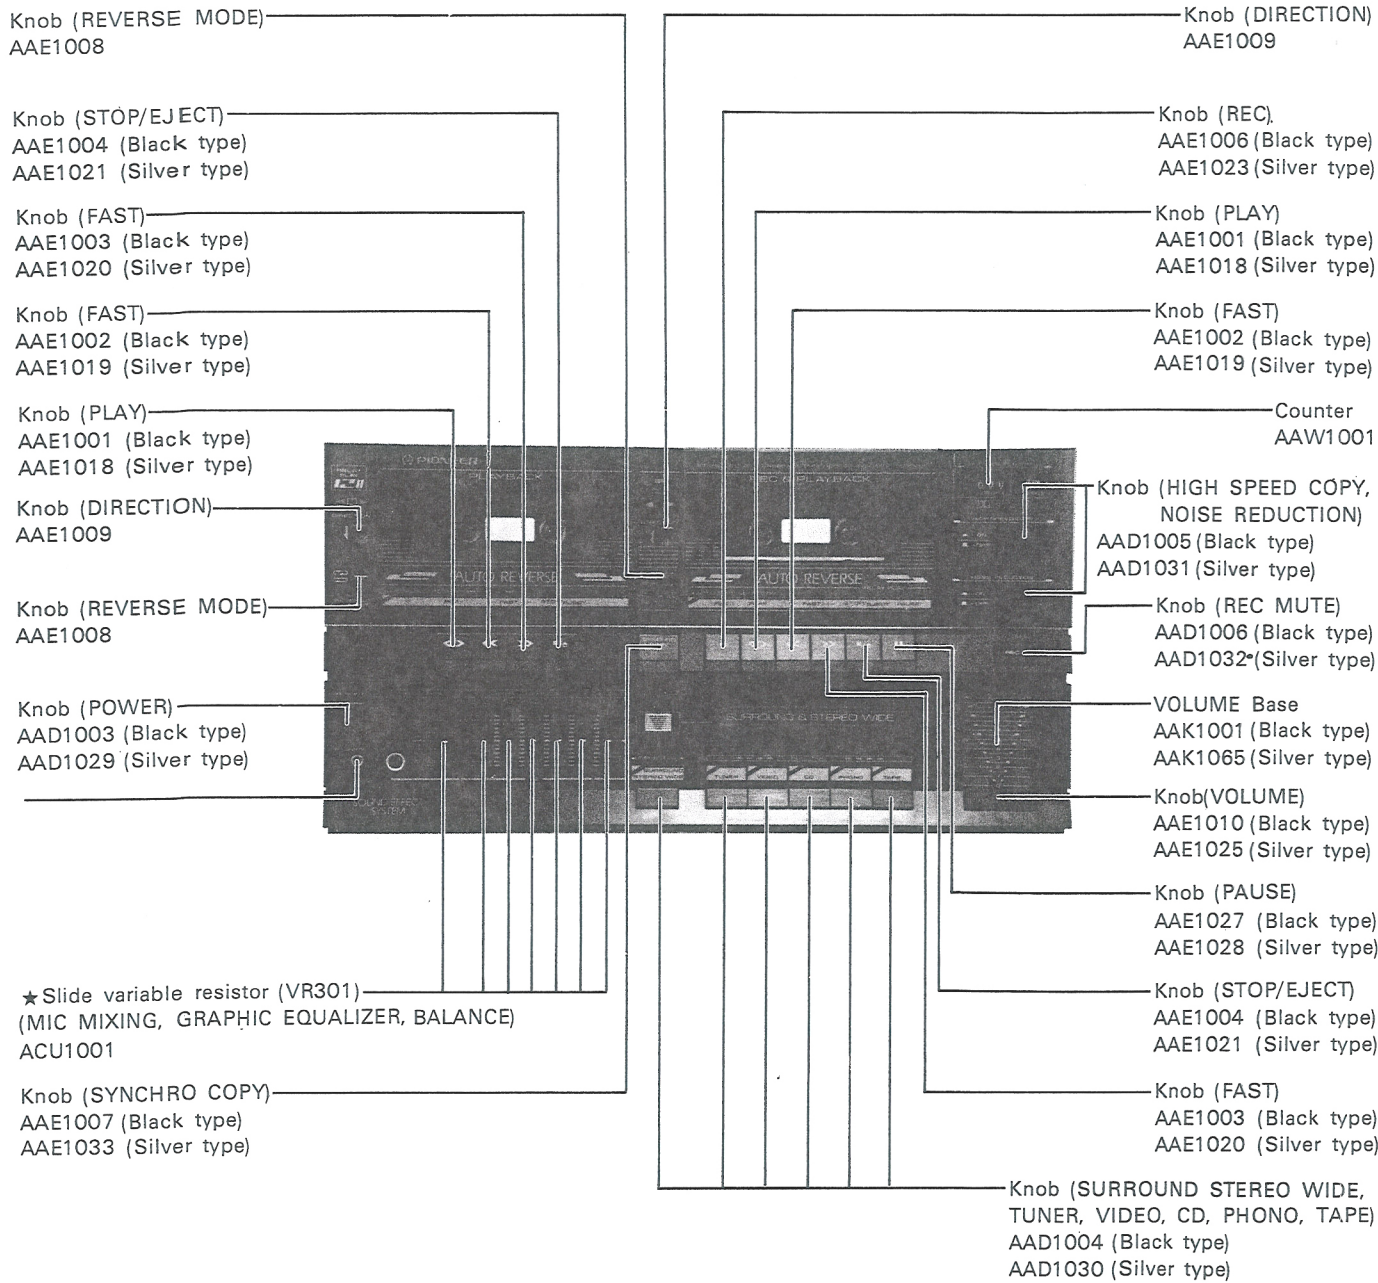 Knob (REVERSE MODE)
AAE1008
Knob (STOP/EJECT)
AAE1004 (Black type)
AAE1021 (Silver type)
Knob (FAST)
AAE1003 (Black type)
AAE1020 (Silver type)
Knob (FAST)
AAE1002 (Black type)
AAE1019 (Silver type)
Knob (PLAY)
AAE1001 (Black type)
AAE1018 (Silver type)
Knob (DIRECTION)
AAE1009
Knob (REVERSE MODE)
AAE1008
Knob (POWER)
AAD1003 (Black type)
AAD1029 (Silver type)
★Slide variable resistor (VR301)
(MIC MIXING, GRAPHIC EQUALIZER, BALANCE)
ACU1001
Knob (SYNCHRO COPY)
AAE1007 (Black type)
AAE1033 (Silver type)
PIONEER
PLAYBACK
REC & PLAYBACK
AUTO REVERSE
AUTO REVERSE
SURROUND & STEREO WIDE
TUNER VIDEO CD PHONO TAPE
SOUND EFFECT
SYSTEM
Knob (DIRECTION)
AAE1009
Knob (REC)
AAE1006 (Black type)
AAE1023 (Silver type)
Knob (PLAY)
AAE1001 (Black type)
AAE1018 (Silver type)
Knob (FAST)
AAE1002 (Black type)
AAE1019 (Silver type)
Counter
AAW1001
Knob (HIGH SPEED COPY,
NOISE REDUCTION)
AAD1005 (Black type)
AAD1031 (Silver type)
Knob (REC MUTE)
AAD1006 (Black type)
AAD1032 (Silver type)
VOLUME Base
AAK1001 (Black type)
AAK1065 (Silver type)
Knob(VOLUME)
AAE1010 (Black type)
AAE1025 (Silver type)
Knob (PAUSE)
AAE1027 (Black type)
AAE1028 (Silver type)
Knob (STOP/EJECT)
AAE1004 (Black type)
AAE1021 (Silver type)
Knob (FAST)
AAE1003 (Black type)
AAE1020 (Silver type)
Knob (SURROUND STEREO WIDE,
TUNER, VIDEO, CD, PHONO, TAPE)
AAD1004 (Black type)
AAD1030 (Silver type)